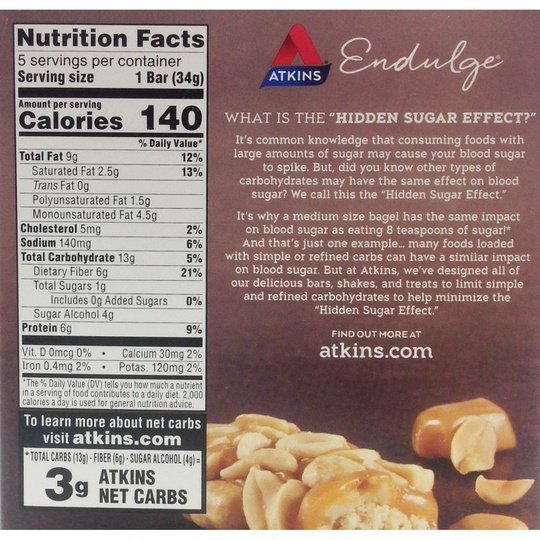 Nutrition Facts
5 servings per container
Serving size 1 Bar (34g)
Amount per serving
Calories 140
% Daily Value*
Total Fat 9g 12%
Saturated Fat 2.5g 13%
Trans Fat 0g
Polyunsaturated Fat 1.5g
Monounsaturated Fat 4.5g
Cholesterol 5mg 2%
Sodium 140mg 6%
Total Carbohydrate 13g 5%
Dietary Fiber 6g 21%
Total Sugars 1g
Includes 0g Added Sugars 0%
Sugar Alcohol 4g
Protein 6g 9%
Vit. D 0mcg 0% • Calcium 30mg 2%
Iron 0.4mg 2% • Potas. 120mg 2%
*The % Daily Value (DV) tells you how much a nutrient
in a serving of food contributes to a daily diet. 2,000
calories a day is used for general nutrition advice.
To learn more about net carbs
visit atkins.com
*TOTAL CARBS (13g) - FIBER (6g) - SUGAR ALCOHOL (4g) =
3g ATKINS
NET CARBS
ATKINS
Endulge®
WHAT IS THE "HIDDEN SUGAR EFFECT?"
It's common knowledge that consuming foods with
large amounts of sugar may cause your blood sugar
to spike. But, did you know other types of
carbohydrates may have the same effect on blood
sugar? We call this the "Hidden Sugar Effect."
It's why a medium size bagel has the same impact
on blood sugar as eating 8 teaspoons of sugar!*
And that's just one example... many foods loaded
with simple or refined carbs can have a similar impact
on blood sugar. But at Atkins, we've designed all of
our delicious bars, shakes, and treats to limit simple
and refined carbohydrates to help minimize the
"Hidden Sugar Effect."
FIND OUT MORE AT
atkins.com